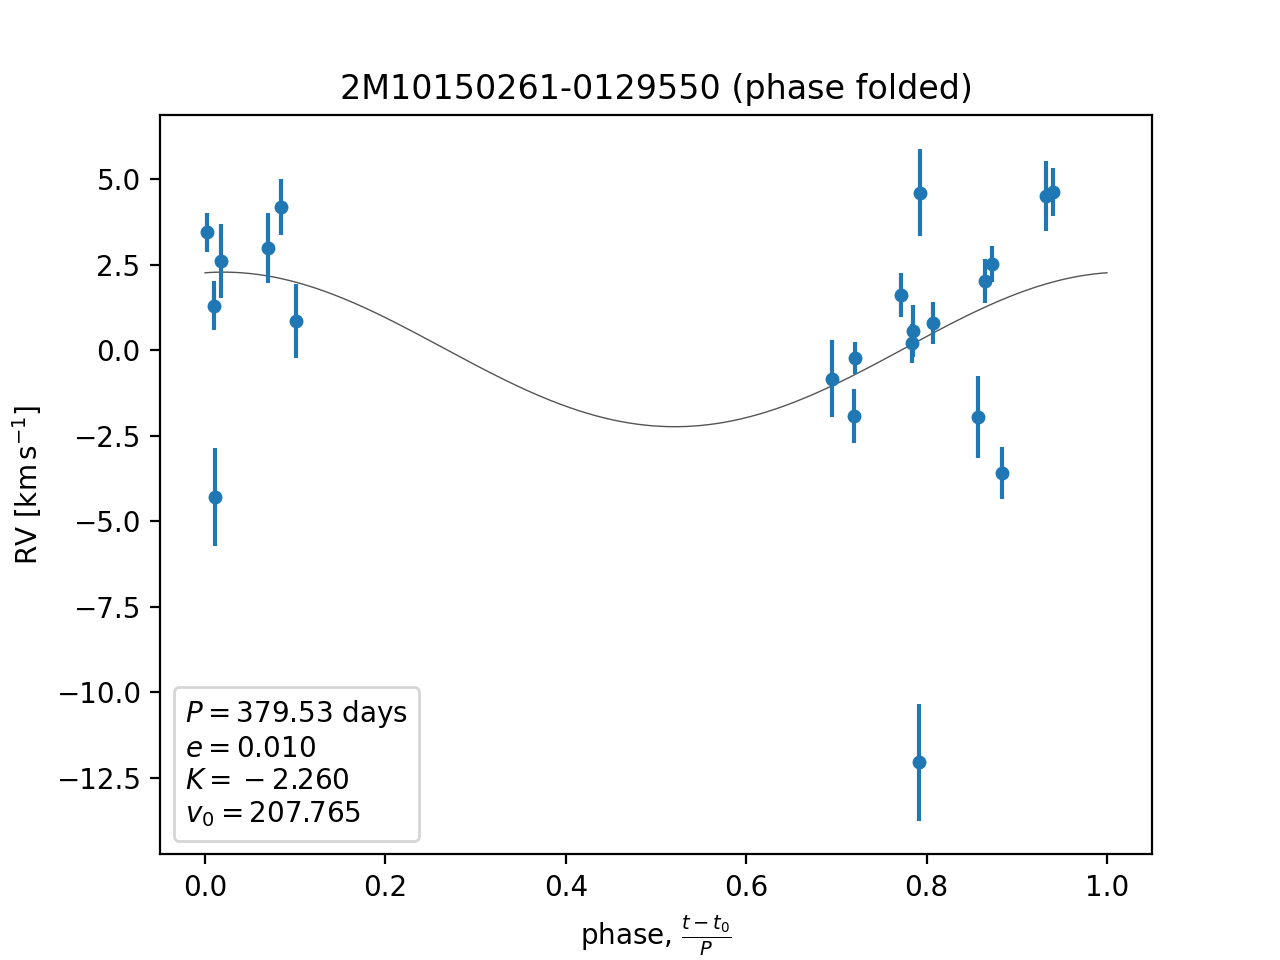 2M10150261-0129550 (phase folded)
RV [km s⁻¹]
5.0
2.5
0.0
−2.5
−5.0
−7.5
−10.0
−12.5
P = 379.53 days
e = 0.010
K = −2.260
v₀ = 207.765
0.0 0.2 0.4 0.6 0.8 1.0
phase, (t − t₀)/P